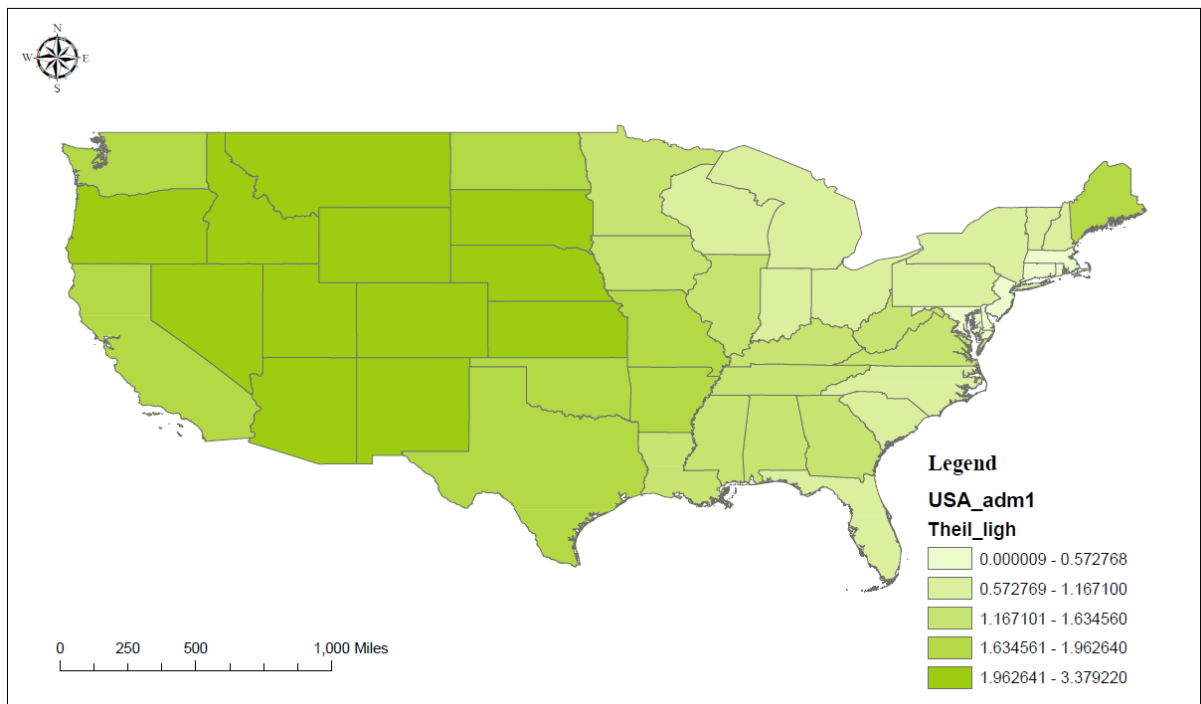 N
W E
S
Legend
USA_adm1
Theil_ligh
0.000009 - 0.572768
0.572769 - 1.167100
1.167101 - 1.634560
1.634561 - 1.962640
1.962641 - 3.379220
0 250 500 1,000 Miles